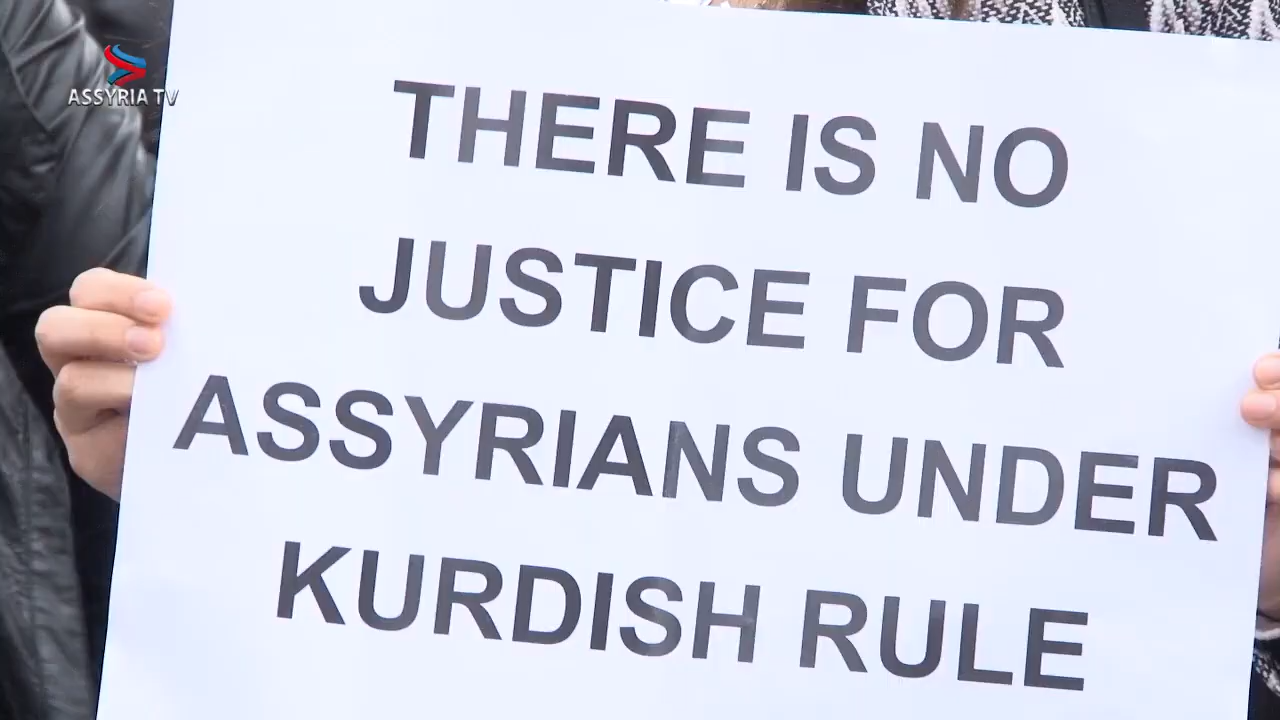 ASSYRIA TV
THERE IS NO
JUSTICE FOR
ASSYRIANS UNDER
KURDISH RULE